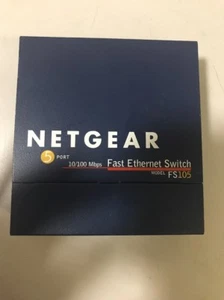 NETGEAR
5 PORT
10/100 Mbps Fast Ethernet Switch
MODEL FS105